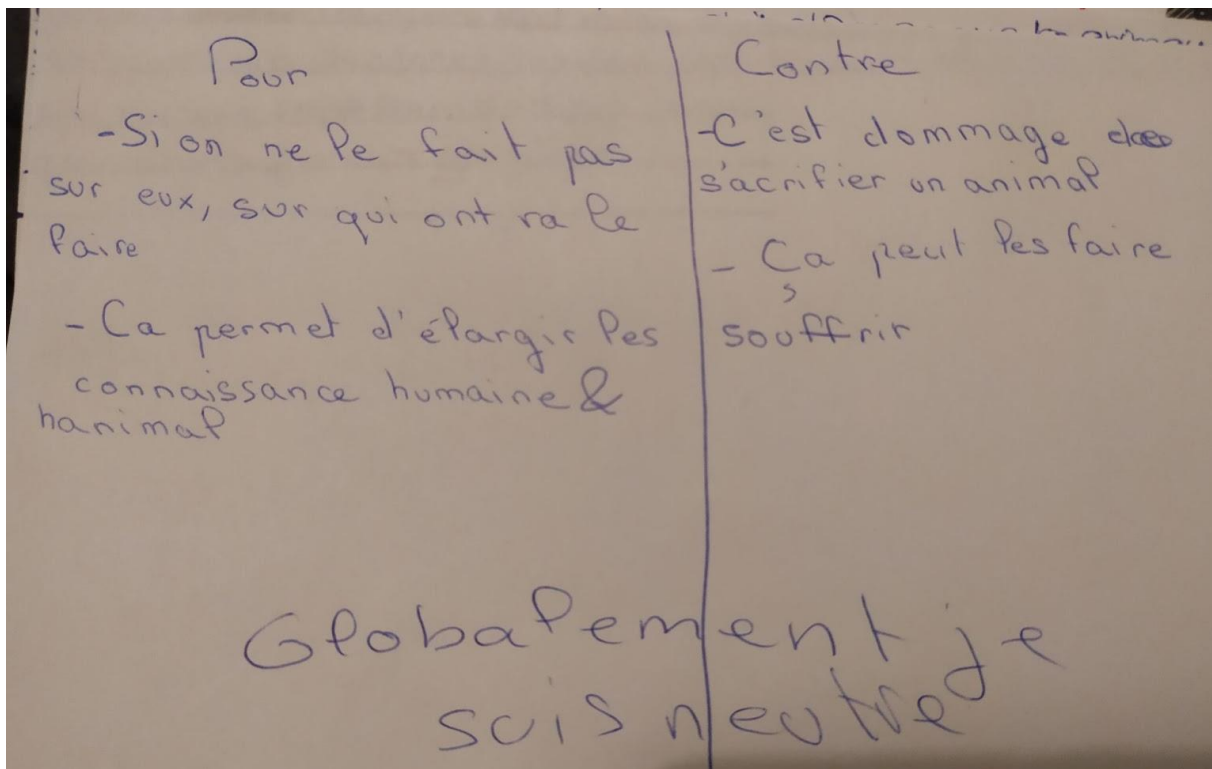 Pour
-Si on ne le fait pas
sur eux, sur qui ont va le
faire
- Ca permet d'élargir les
connaissance humaine &
hanimal
Contre
-C'est dommage de
s'acrifier un animal
- Ça peut les faire
souffrir
Globalement je
suis neutre